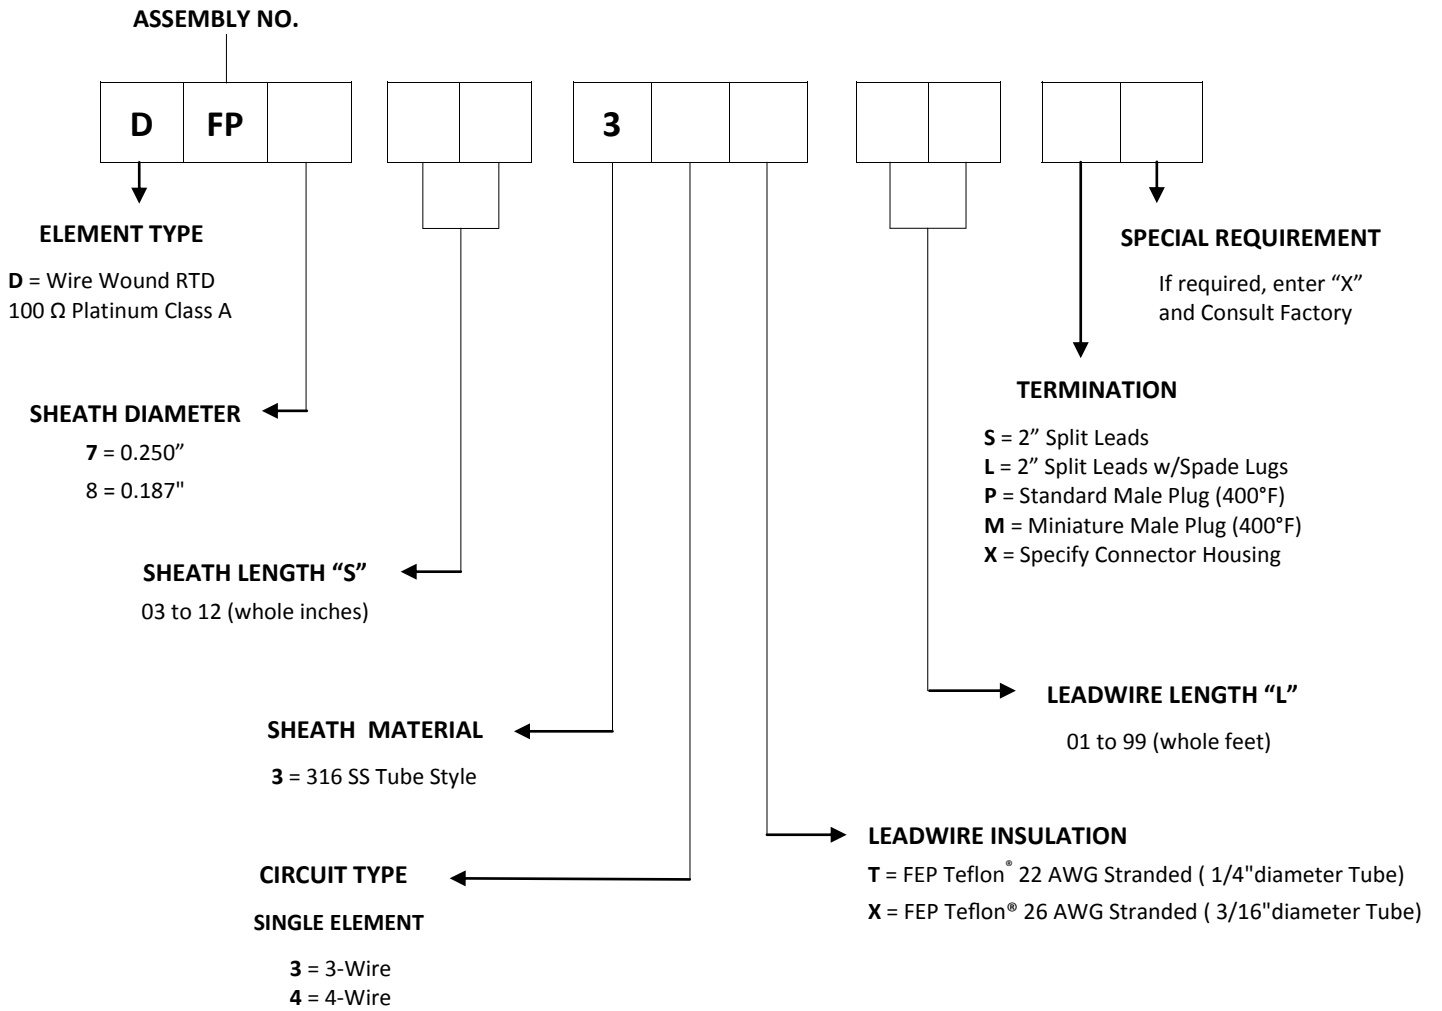 ASSEMBLY NO.
D FP 3
ELEMENT TYPE
D = Wire Wound RTD
100 Ω Platinum Class A
SPECIAL REQUIREMENT
If required, enter “X”
and Consult Factory
SHEATH DIAMETER
7 = 0.250”
8 = 0.187"
TERMINATION
S = 2” Split Leads
L = 2” Split Leads w/Spade Lugs
P = Standard Male Plug (400°F)
M = Miniature Male Plug (400°F)
X = Specify Connector Housing
SHEATH LENGTH “S”
03 to 12 (whole inches)
LEADWIRE LENGTH “L”
01 to 99 (whole feet)
SHEATH MATERIAL
3 = 316 SS Tube Style
LEADWIRE INSULATION
T = FEP Teflon® 22 AWG Stranded ( 1/4"diameter Tube)
X = FEP Teflon® 26 AWG Stranded ( 3/16"diameter Tube)
CIRCUIT TYPE
SINGLE ELEMENT
3 = 3-Wire
4 = 4-Wire